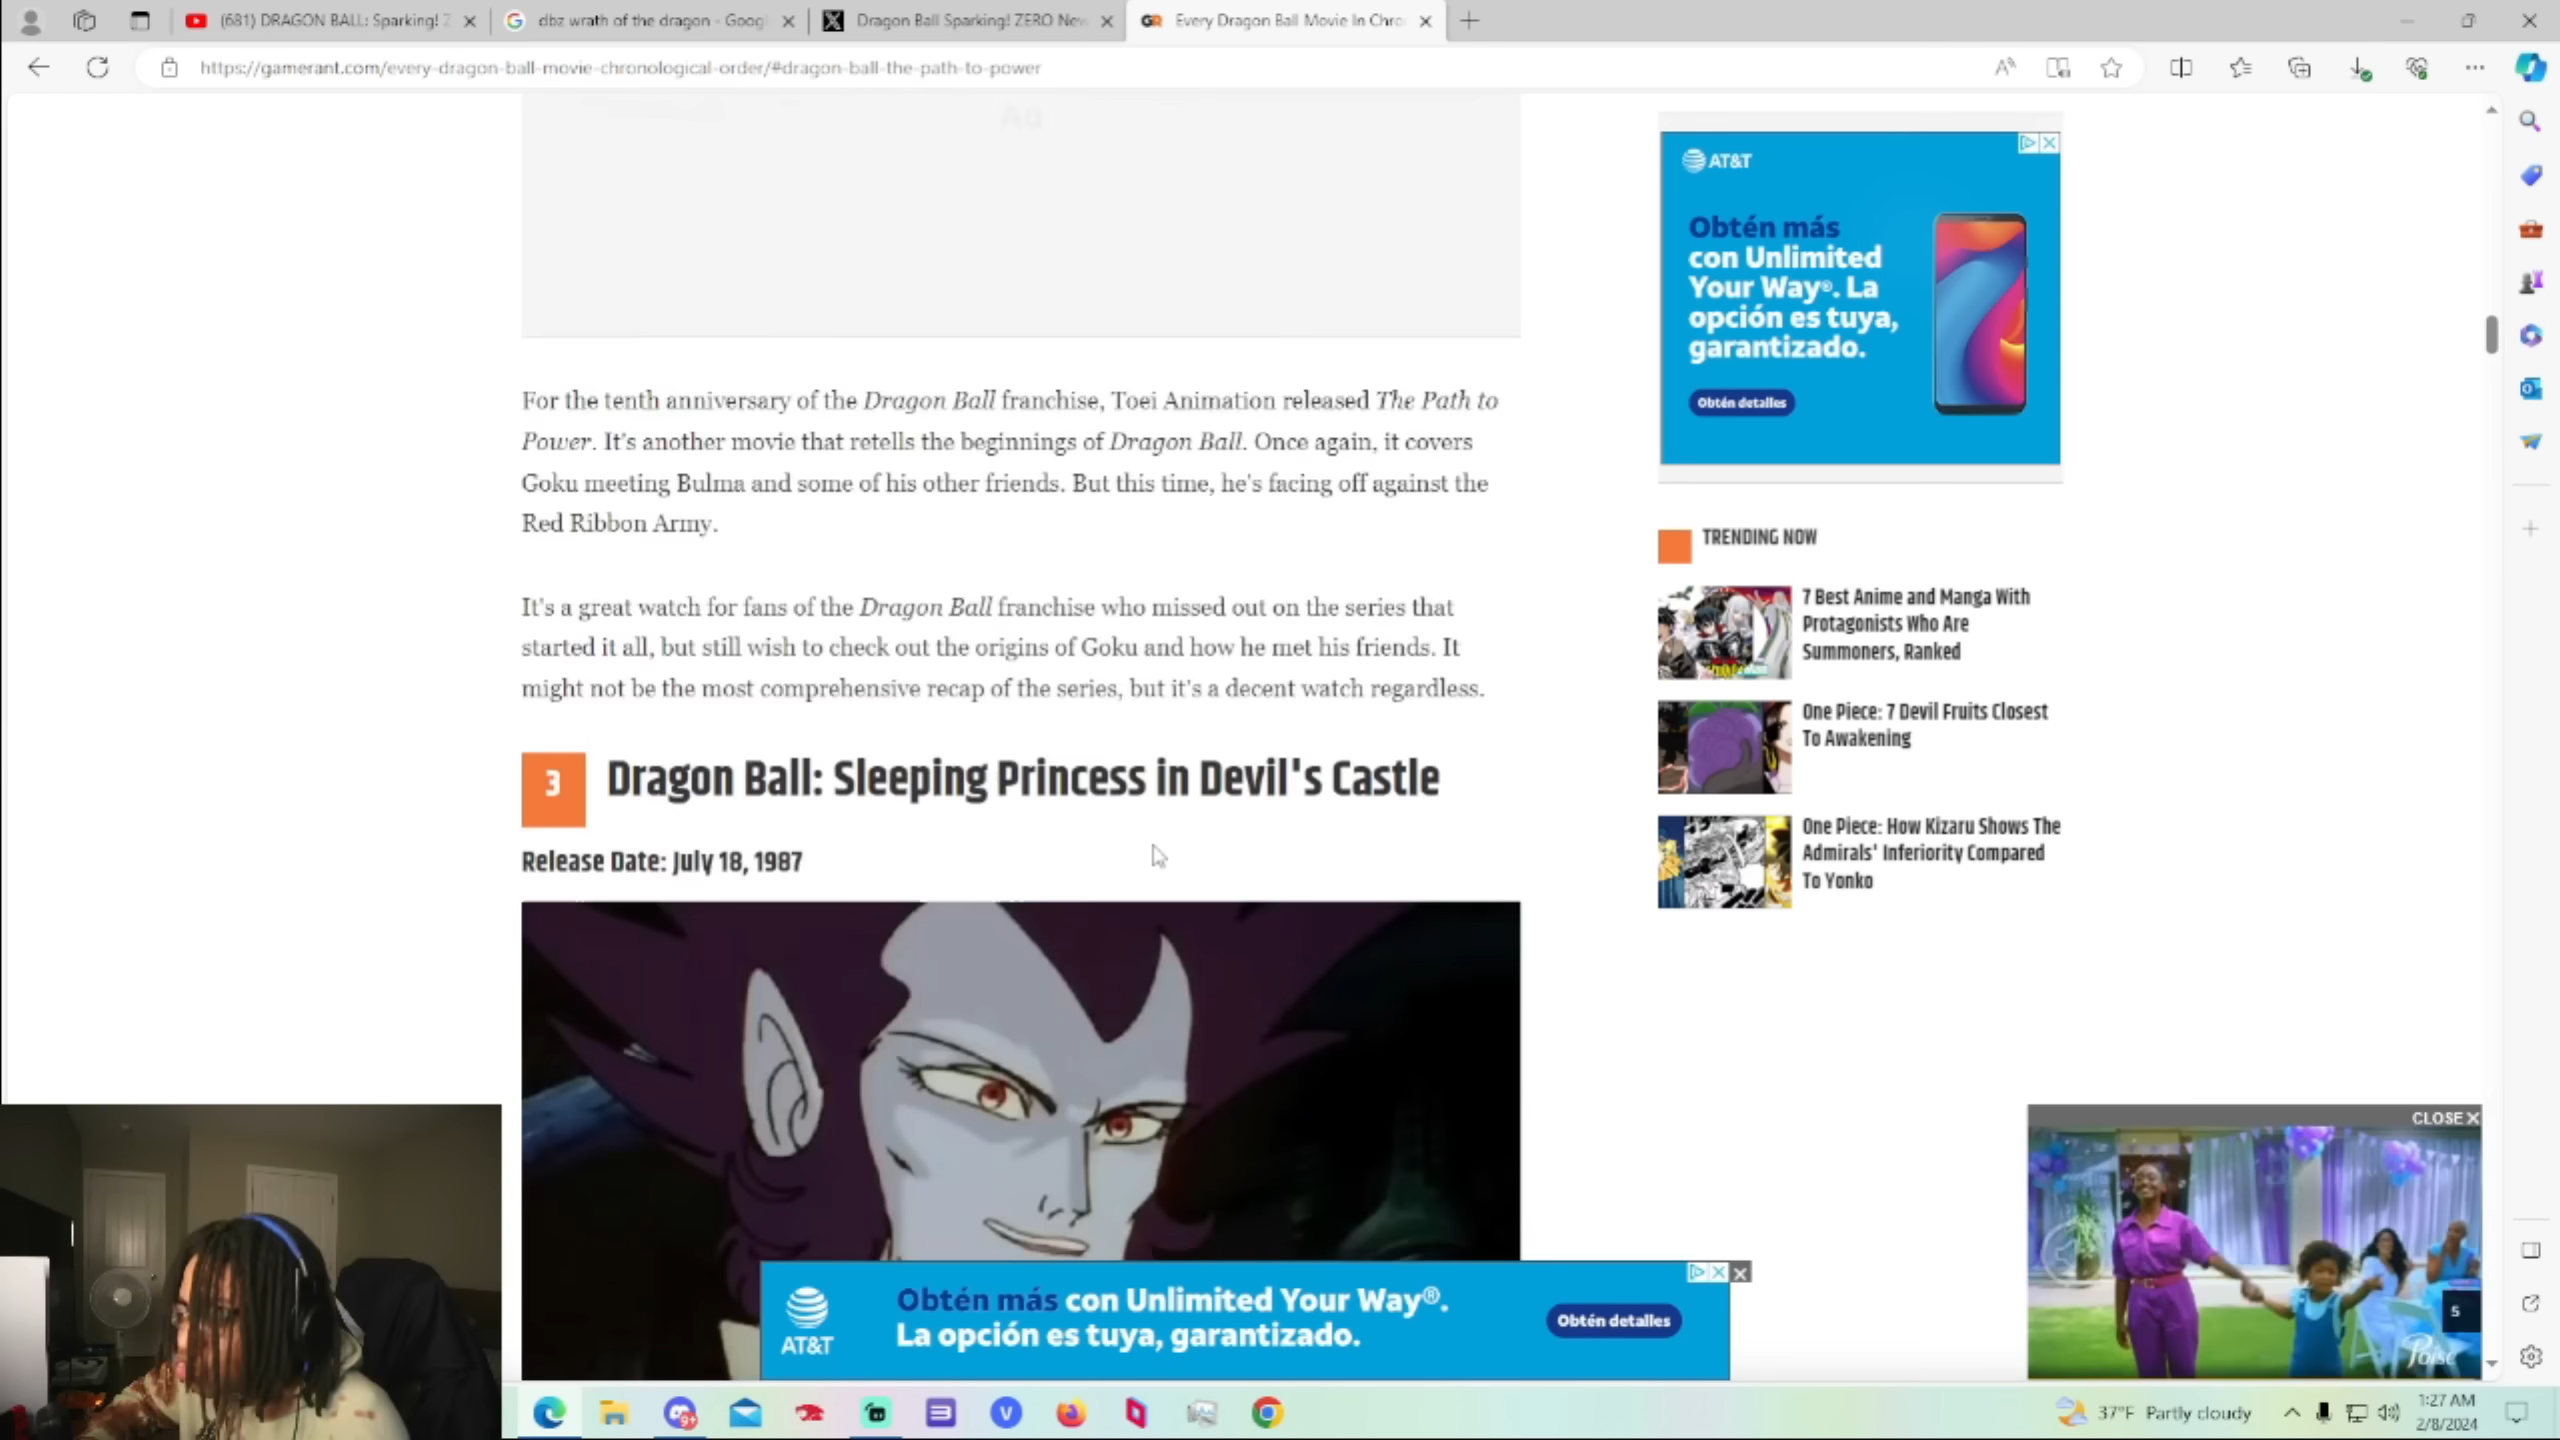 (681) DRAGON BALL: Sparking! Z
dbz wrath of the dragon - Goog
Dragon Ball Sparking! ZERO New
GR Every Dragon Ball Movie In Chro
https://gamerant.com/every-dragon-ball-movie-chronological-order/#dragon-ball-the-path-to-power
Aa
For the tenth anniversary of the Dragon Ball franchise, Toei Animation released The Path to
Power. It's another movie that retells the beginnings of Dragon Ball. Once again, it covers
Goku meeting Bulma and some of his other friends. But this time, he's facing off against the
Red Ribbon Army.
It's a great watch for fans of the Dragon Ball franchise who missed out on the series that
started it all, but still wish to check out the origins of Goku and how he met his friends. It
might not be the most comprehensive recap of the series, but it's a decent watch regardless.
3 Dragon Ball: Sleeping Princess in Devil's Castle
Release Date: July 18, 1987
AT&T
Obtén más
con Unlimited
Your Way®. La
opción es tuya,
garantizado.
Obtén detalles
TRENDING NOW
7 Best Anime and Manga With
Protagonists Who Are
Summoners, Ranked
One Piece: 7 Devil Fruits Closest
To Awakening
One Piece: How Kizaru Shows The
Admirals' Inferiority Compared
To Yonko
CLOSE X
5
Poise
AT&T
Obtén más con Unlimited Your Way®.
La opción es tuya, garantizado.
Obtén detalles
37°F Partly cloudy
1:27 AM
2/8/2024